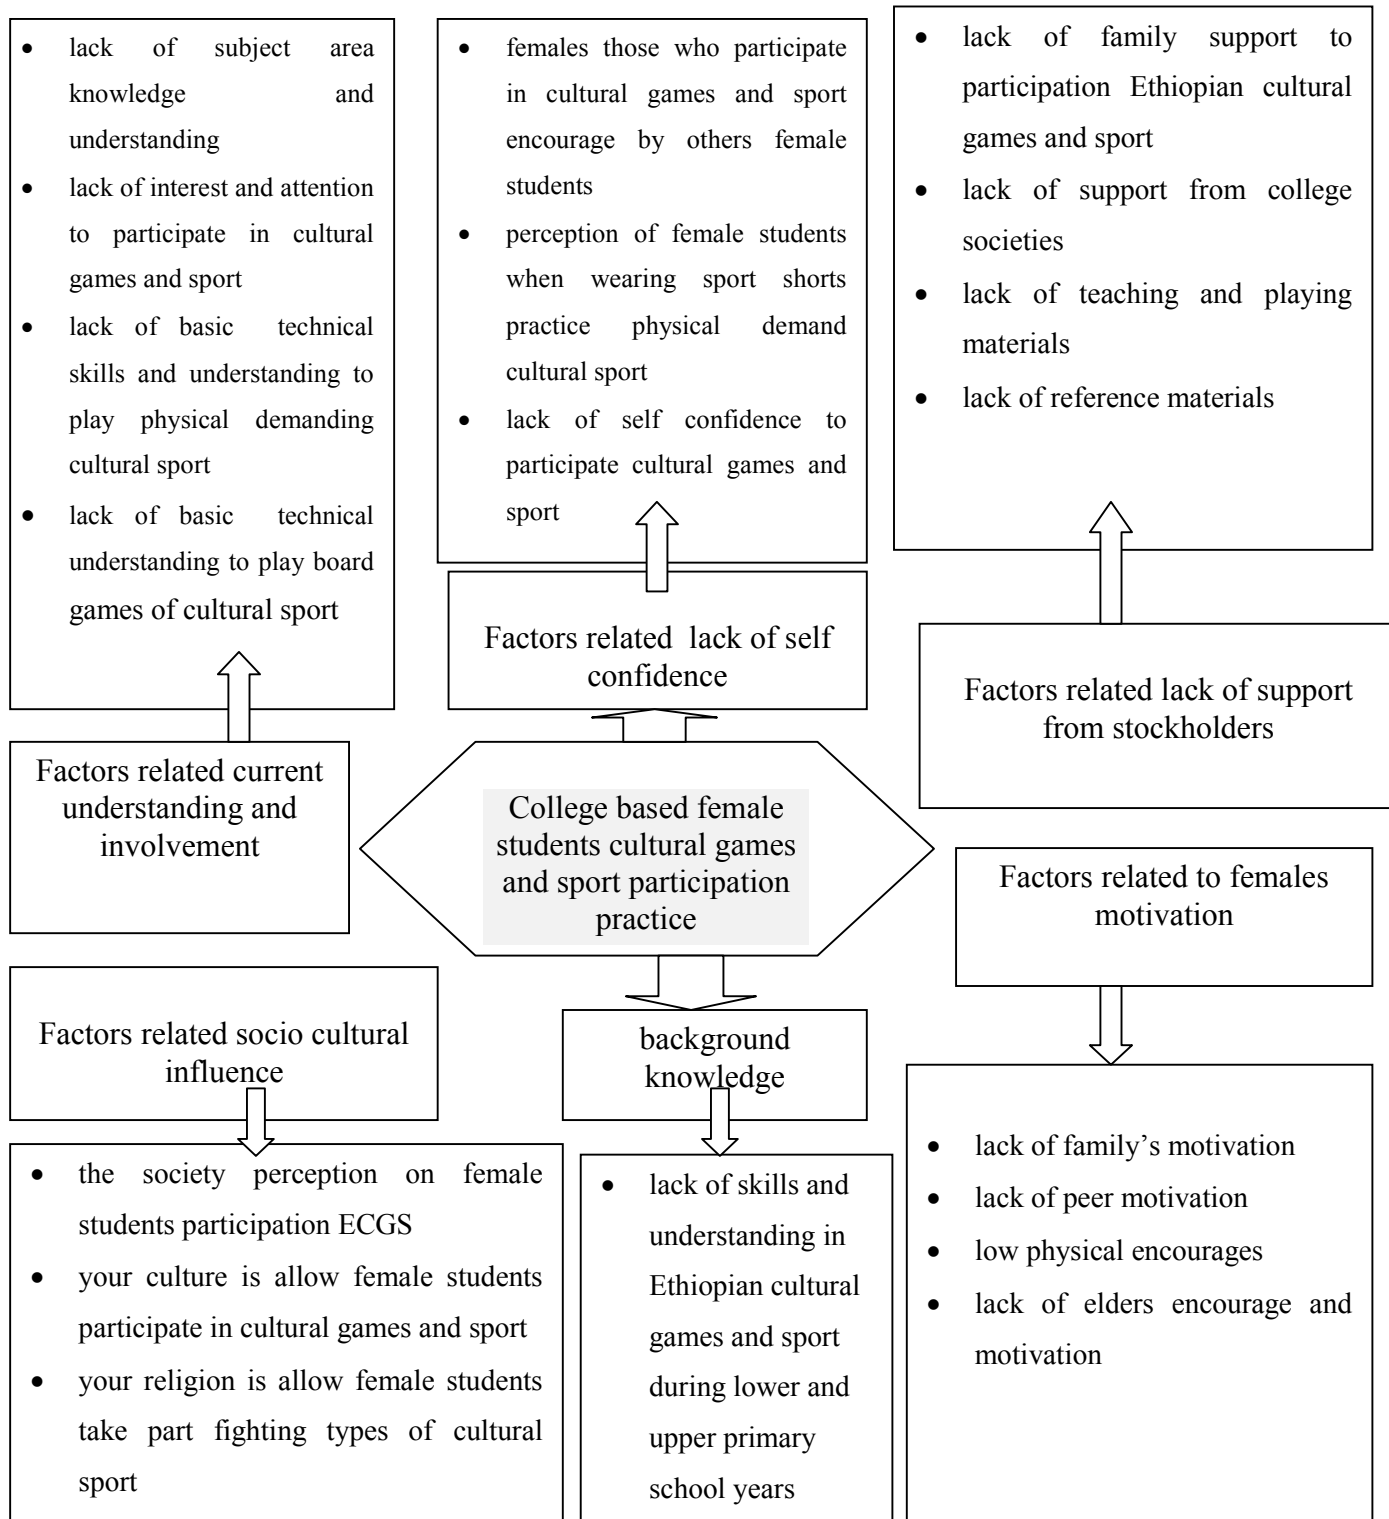 • lack of subject area
knowledge and
understanding
• lack of interest and attention
to participate in cultural
games and sport
• lack of basic technical
skills and understanding to
play physical demanding
cultural sport
• lack of basic technical
understanding to play board
games of cultural sport
• females those who participate
in cultural games and sport
encourage by others female
students
• perception of female students
when wearing sport shorts
practice physical demand
cultural sport
• lack of self confidence to
participate cultural games and
sport
• lack of family support to
participation Ethiopian cultural
games and sport
• lack of support from college
societies
• lack of teaching and playing
materials
• lack of reference materials
Factors related current
understanding and
involvement
Factors related lack of self
confidence
Factors related lack of support
from stockholders
College based female
students cultural games
and sport participation
practice
Factors related to females
motivation
Factors related socio cultural
influence
background
knowledge
• the society perception on female
students participation ECGS
• your culture is allow female students
participate in cultural games and sport
• your religion is allow female students
take part fighting types of cultural
sport
• lack of skills and
understanding in
Ethiopian cultural
games and sport
during lower and
upper primary
school years
• lack of family’s motivation
• lack of peer motivation
• low physical encourages
• lack of elders encourage and
motivation